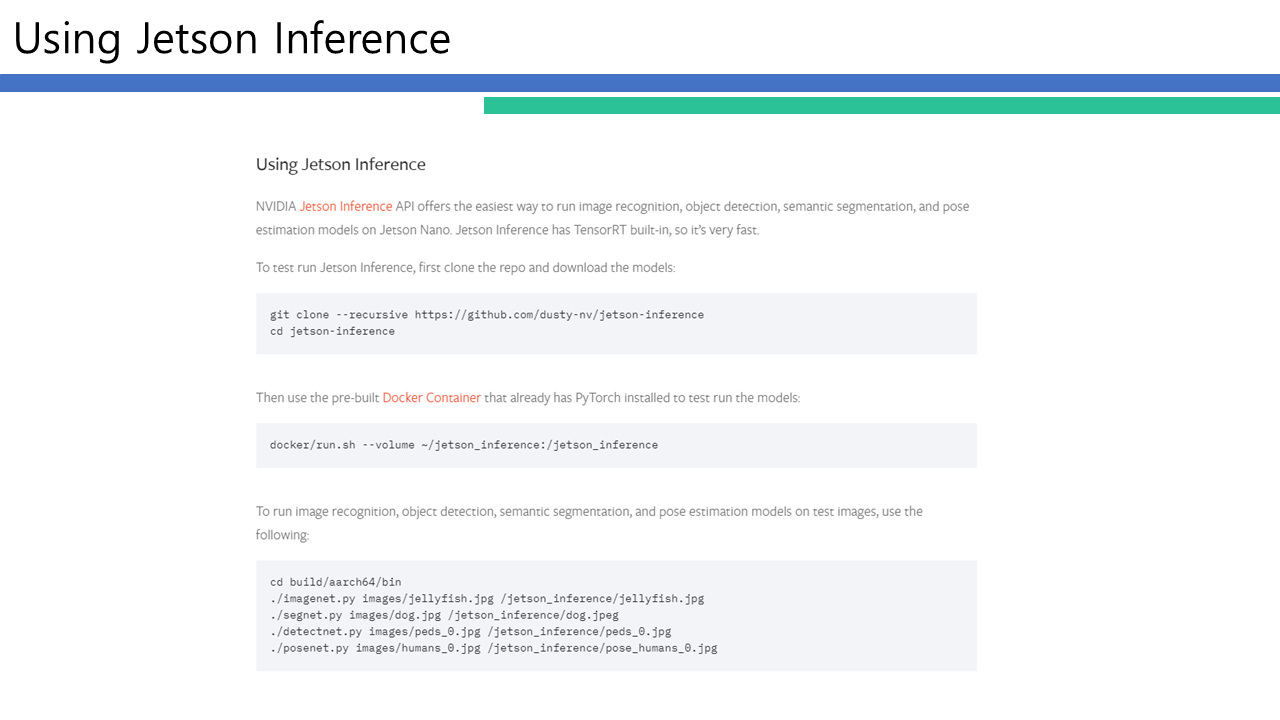 Using Jetson Inference
Using Jetson Inference
NVIDIA Jetson Inference API offers the easiest way to run image recognition, object detection, semantic segmentation, and pose
estimation models on Jetson Nano. Jetson Inference has TensorRT built-in, so it's very fast.
To test run Jetson Inference, first clone the repo and download the models:
git clone --recursive https://github.com/dusty-nv/jetson-inference
cd jetson-inference
Then use the pre-built Docker Container that already has PyTorch installed to test run the models:
docker/run.sh --volume ~/jetson_inference:/jetson_inference
To run image recognition, object detection, semantic segmentation, and pose estimation models on test images, use the
following:
cd build/aarch64/bin
./imagenet.py images/jellyfish.jpg /jetson_inference/jellyfish.jpg
./segnet.py images/dog.jpg /jetson_inference/dog.jpeg
./detectnet.py images/peds_0.jpg /jetson_inference/peds_0.jpg
./posenet.py images/humans_0.jpg /jetson_inference/pose_humans_0.jpg